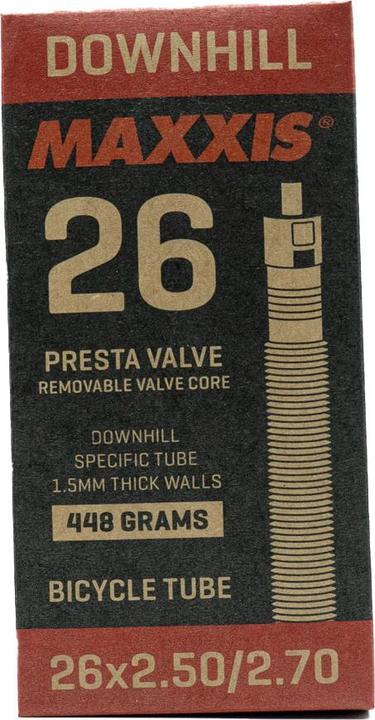 DOWNHILL
MAXXIS®
26
PRESTA VALVE
REMOVABLE VALVE CORE
DOWNHILL
SPECIFIC TUBE
1.5MM THICK WALLS
448 GRAMS
BICYCLE TUBE
26x2.50/2.70